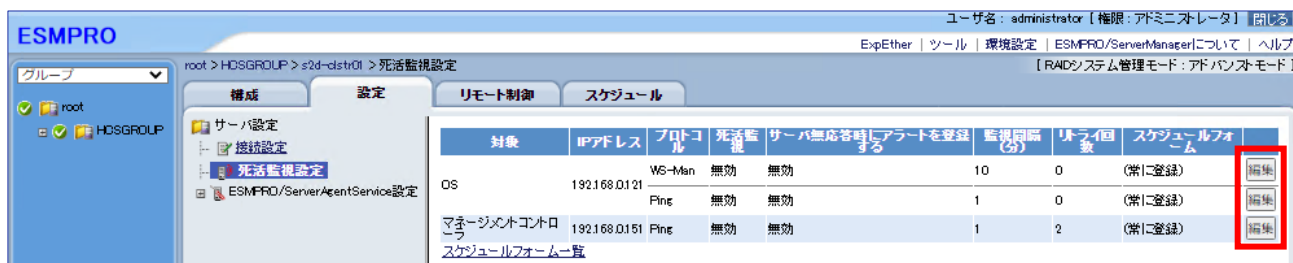 ユーザ名： administrator [ 権限：アドミニストレータ ] 閉じる
ESMPRO
ExpEther | ツール | 環境設定 | ESMPRO/ServerManagerについて | ヘルプ
グループ
root > HDSGROUP > s2d-clstr01 > 死活監視設定
[ RAIDシステム管理モード：アドバンストモード ]
構成 設定 リモート制御 スケジュール
root
HDSGROUP
サーバ設定
接続設定
死活監視設定
ESMPRO/ServerAgentService設定
対象 IPアドレス プロトコル 死活監視 サーバ無応答時にアラートを登録する 監視間隔(分) リトライ回数 スケジュールフォーム
OS 192.168.0.121 WS-Man 無効 無効 10 0 (常に登録) 編集
Ping 無効 無効 1 0 (常に登録) 編集
マネージメントコントローラ 192.168.0.151 Ping 無効 無効 1 2 (常に登録) 編集
スケジュールフォーム一覧